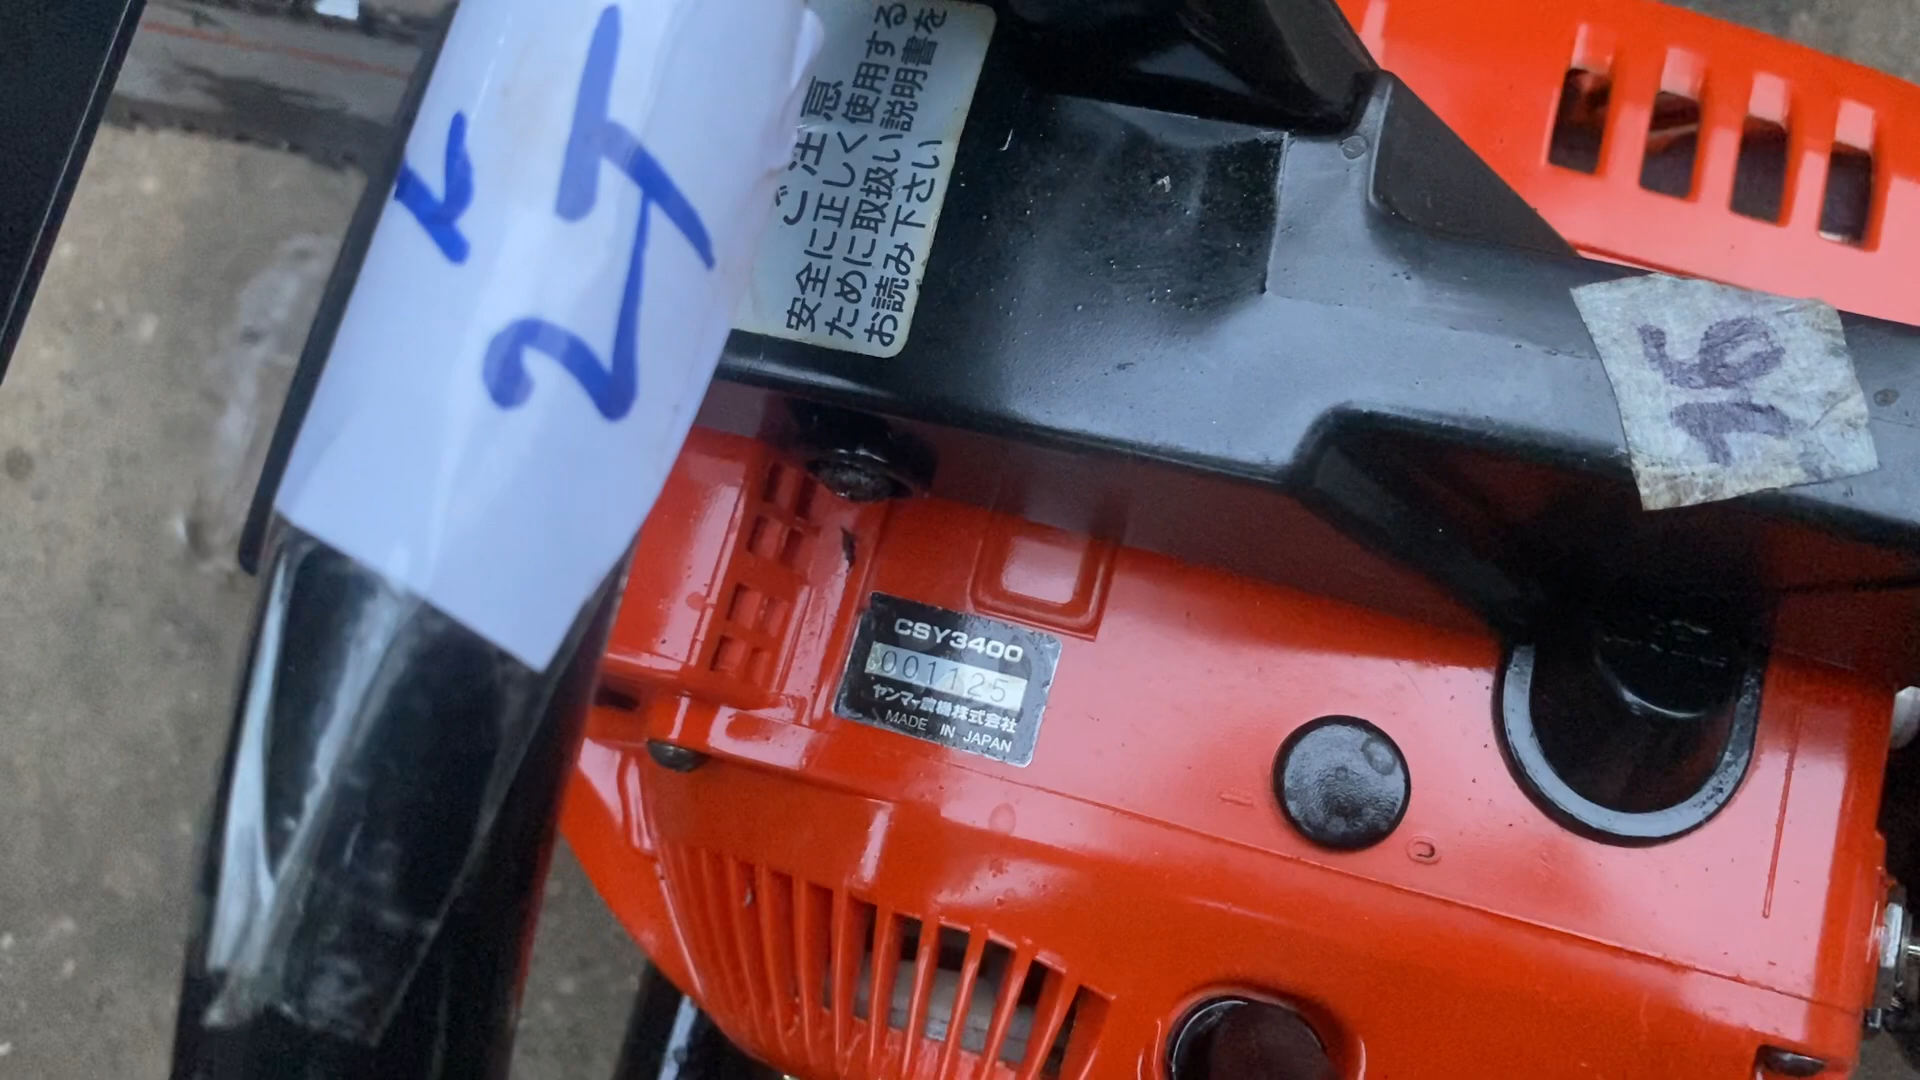 ご注意
安全に正しく使用する
ために取扱い説明書を
お読み下さい
16
CSY3400
001125
ヤンマー農機株式会社
MADE IN JAPAN